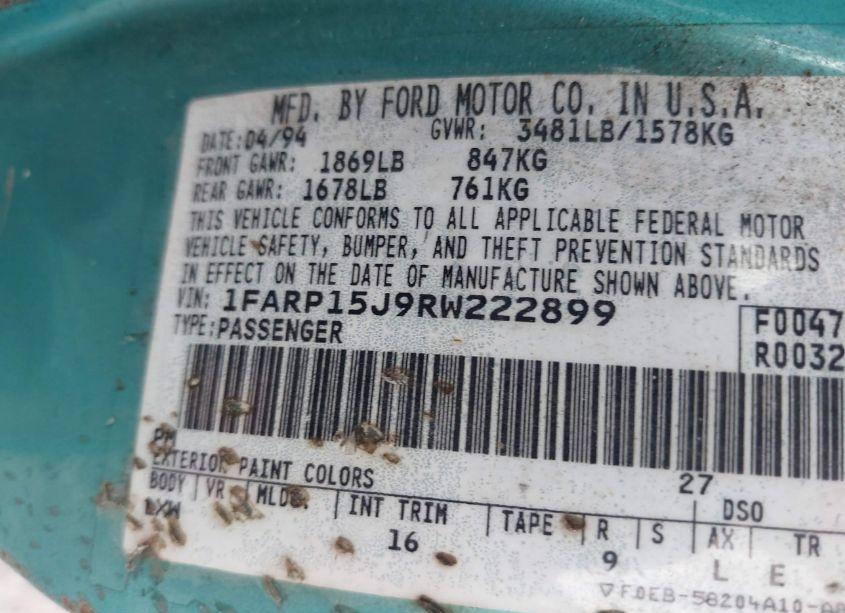 MFD. BY FORD MOTOR CO. IN U.S.A.
DATE: 04/94 GVWR: 3481LB/1578KG
FRONT GAWR: 1869LB 847KG
REAR GAWR: 1678LB 761KG
THIS VEHICLE CONFORMS TO ALL APPLICABLE FEDERAL MOTOR
VEHICLE SAFETY, BUMPER, AND THEFT PREVENTION STANDARDS
IN EFFECT ON THE DATE OF MANUFACTURE SHOWN ABOVE.
VIN: 1FARP15J9RW222899 F0047
TYPE: PASSENGER R0032
EXTERIOR PAINT COLORS 27 DSO
BODY VR MLDG. INT TRIM TAPE R S AX TR
16 9 L E
▽F0EB-58204A10-